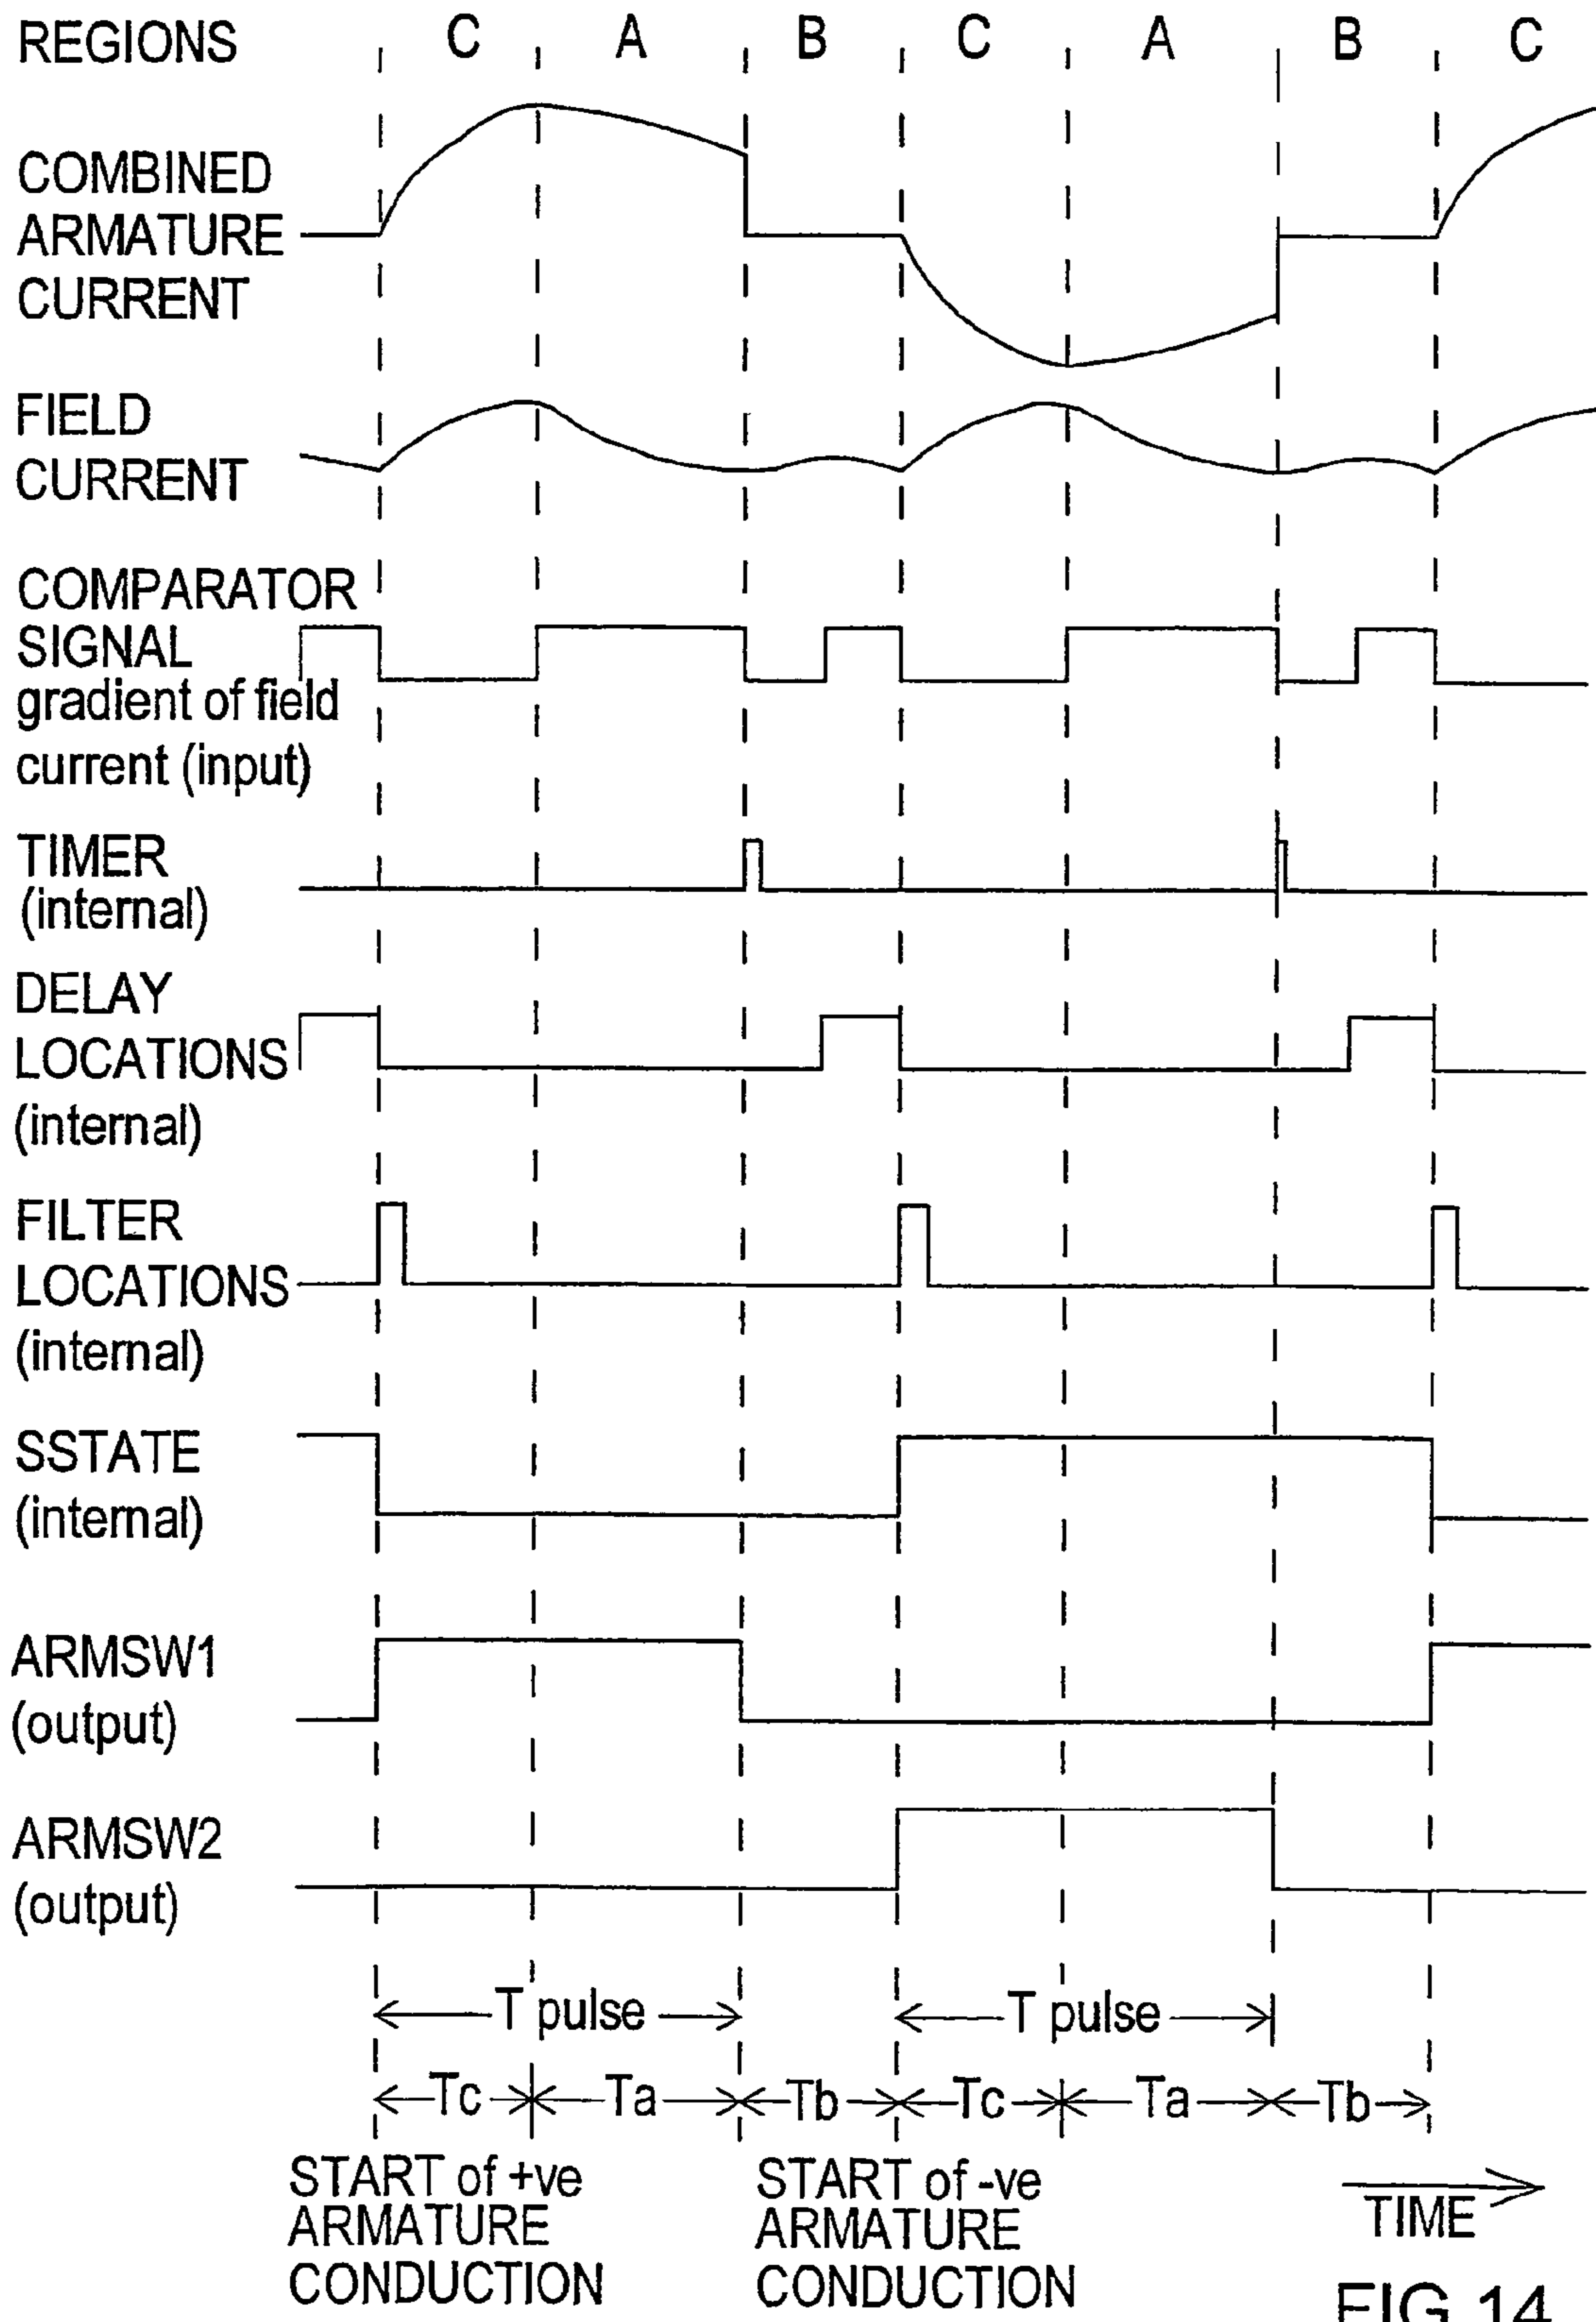 REGIONS C A B C A B C
COMBINED
ARMATURE
CURRENT
FIELD
CURRENT
COMPARATOR
SIGNAL
gradient of field
current (input)
TIMER
(internal)
DELAY
LOCATIONS
(internal)
FILTER
LOCATIONS
(internal)
SSTATE
(internal)
ARMSW1
(output)
ARMSW2
(output)
T pulse T pulse
Tc Ta Tb Tc Ta Tb
START of +ve
ARMATURE
CONDUCTION
START of -ve
ARMATURE
CONDUCTION
TIME
FIG 14